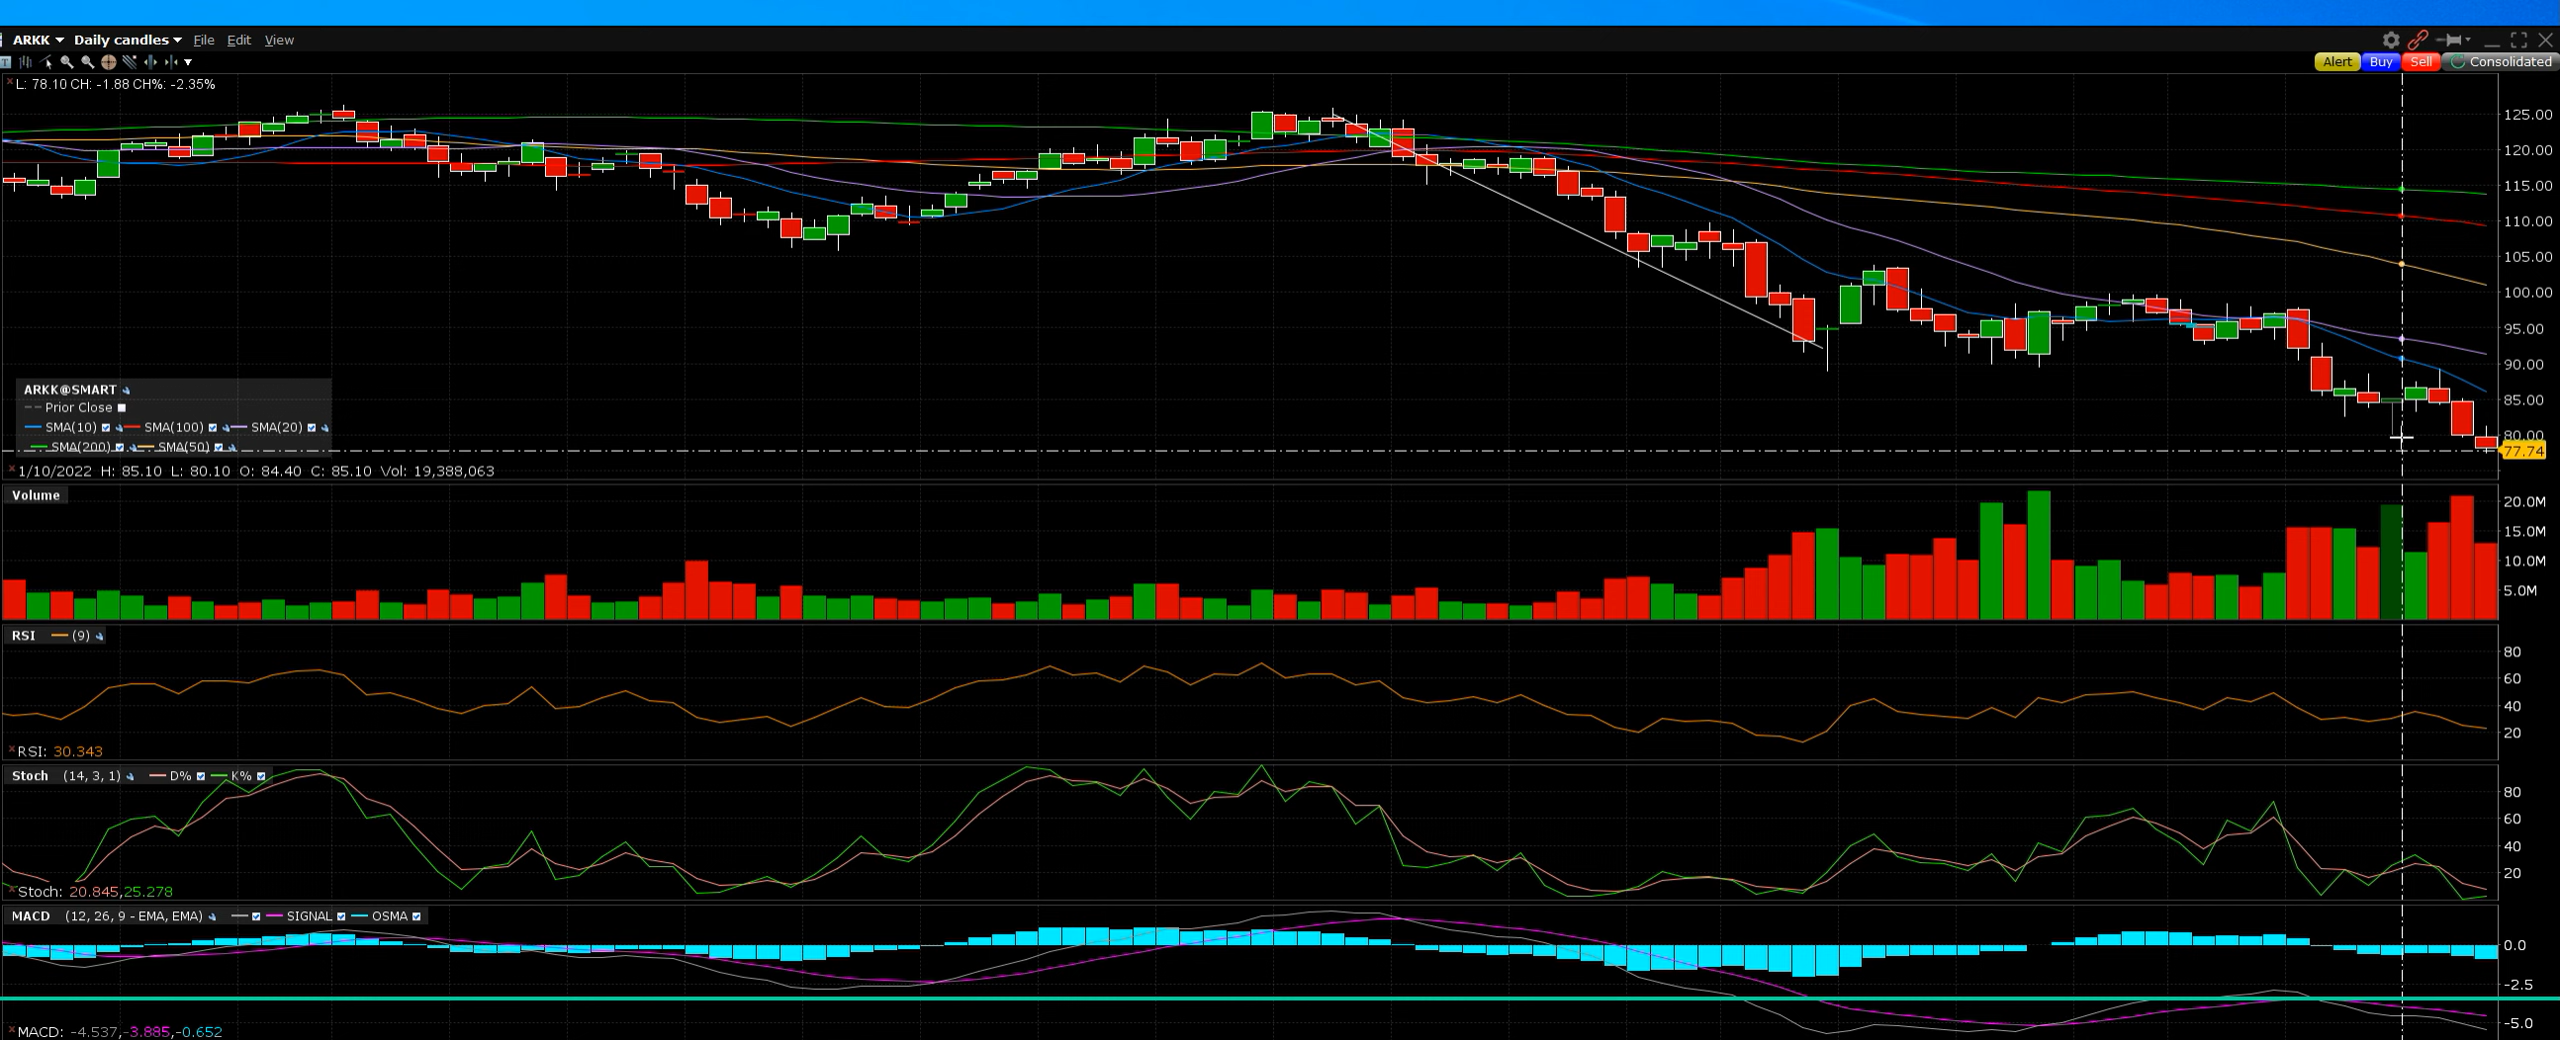 ARKK Daily candles File Edit View
Alert Buy Sell Consolidated
L: 78.10 CH: -1.88 CH%: -2.35%
125.00
120.00
115.00
110.00
105.00
100.00
95.00
90.00
85.00
80.00
77.74
ARKK@SMART
Prior Close
SMA(10) SMA(100) SMA(20)
SMA(200) SMA(50)
1/10/2022 H: 85.10 L: 80.10 O: 84.40 C: 85.10 Vol: 19,388,063
Volume
20.0M
15.0M
10.0M
5.0M
RSI (9)
80
60
40
20
RSI: 30.343
Stoch (14, 3, 1) D% K%
80
60
40
20
Stoch: 20.845,25.278
MACD (12, 26, 9 - EMA, EMA) SIGNAL OSMA
0.0
-2.5
-5.0
MACD: -4.537,-3.885,-0.652